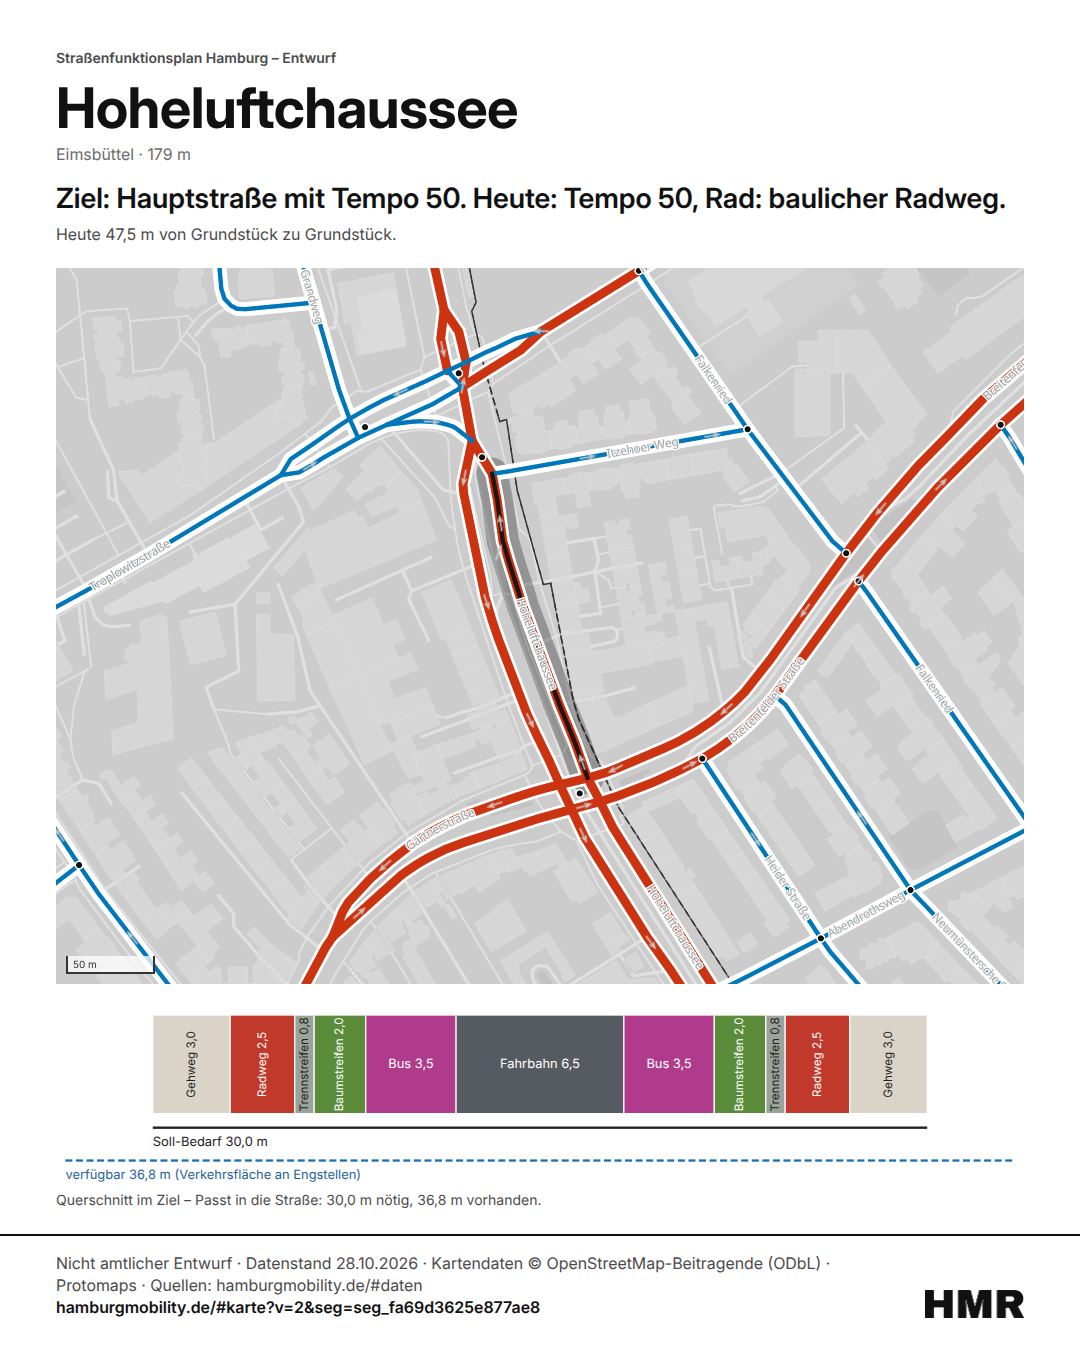 Straßenfunktionsplan Hamburg – Entwurf
Hoheluftchaussee
Eimsbüttel · 179 m
Ziel: Hauptstraße mit Tempo 50. Heute: Tempo 50, Rad: baulicher Radweg.
Heute 47,5 m von Grundstück zu Grundstück.
Grandweg
Falkenried
Breitenfel
Itzehoer Weg
Troplowitzstraße
Hoheluftchaussee
Breitenfelder Straße
Falkenried
Gärtnerstraße
Helder Straße
Hoheluftchaussee
Abendrothsweg
Neumünstersche
50 m
Gehweg 3,0
Radweg 2,5
Trennstreifen 0,8
Baumstreifen 2,0
Bus 3,5
Fahrbahn 6,5
Bus 3,5
Baumstreifen 2,0
Trennstreifen 0,8
Radweg 2,5
Gehweg 3,0
Soll-Bedarf 30,0 m
verfügbar 36,8 m (Verkehrsfläche an Engstellen)
Querschnitt im Ziel – Passt in die Straße: 30,0 m nötig, 36,8 m vorhanden.
Nicht amtlicher Entwurf · Datenstand 28.10.2026 · Kartendaten © OpenStreetMap-Beitragende (ODbL) ·
Protomaps · Quellen: hamburgmobility.de/#daten
hamburgmobility.de/#karte?v=2&seg=seg_fa69d3625e877ae8
HMR